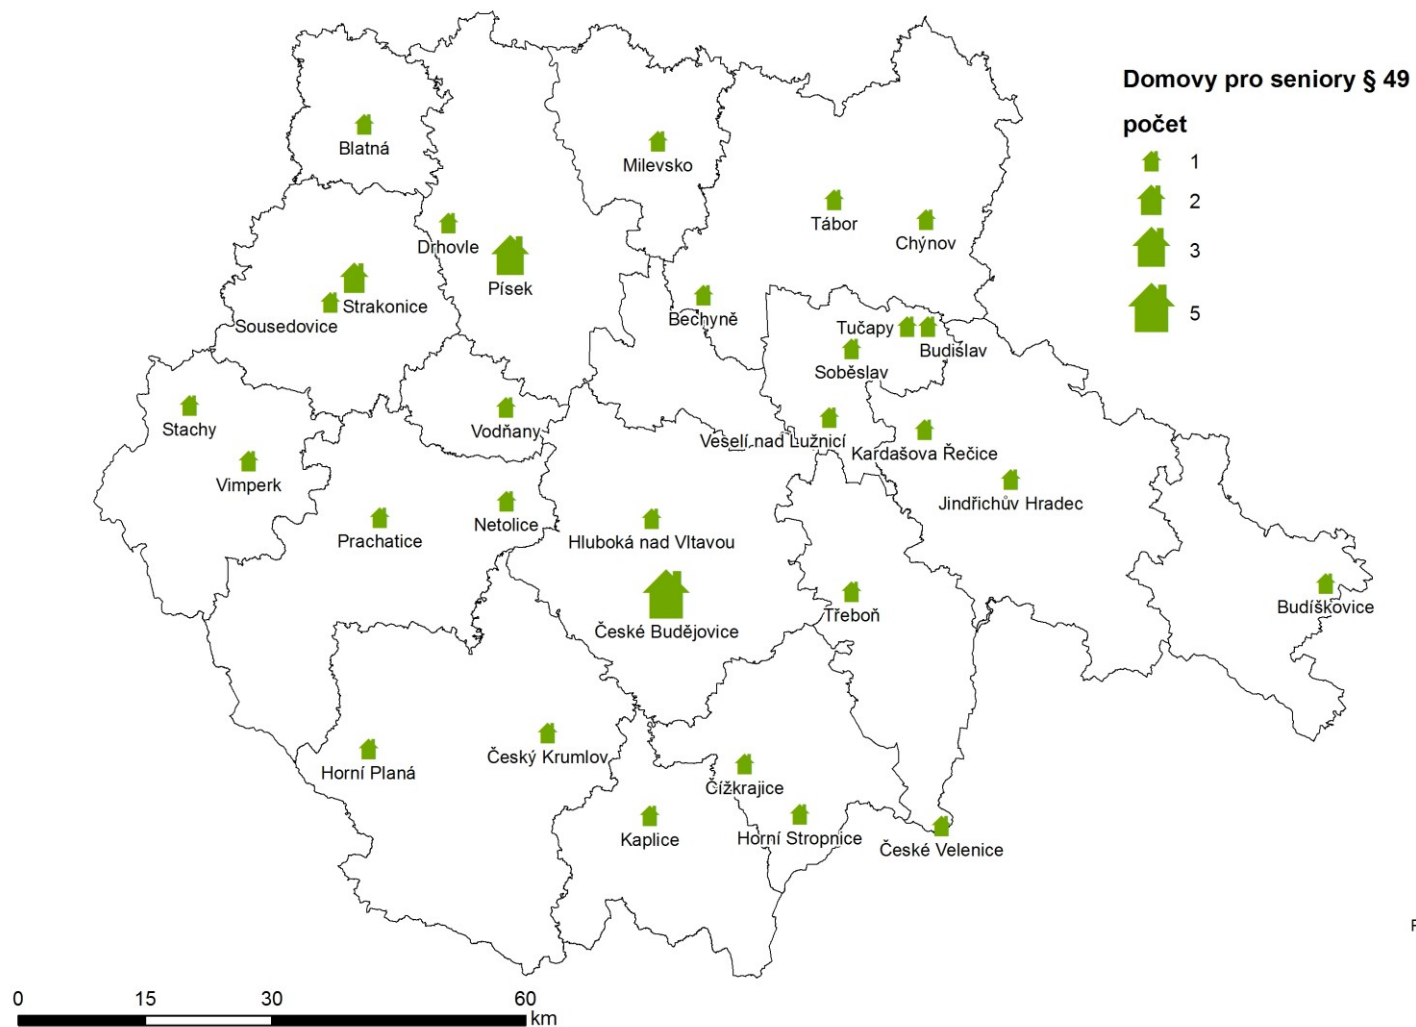 Domovy pro seniory § 49
počet
1
2
3
5
Blatná
Milevsko
Tábor
Chýnov
Drhovle
Písek
Strakonice
Sousedovice
Bechyně
Tučapy
Budislav
Soběslav
Stachy
Vodňany
Veselí nad Lužnicí
Kardašova Řečice
Vimperk
Jindřichův Hradec
Netolice
Prachatice
Hluboká nad Vltavou
České Budějovice
Třeboň
Budíškovice
Horní Planá
Český Krumlov
Čížkrajice
Kaplice
Horní Stropnice
České Velenice
0 15 30 60
km